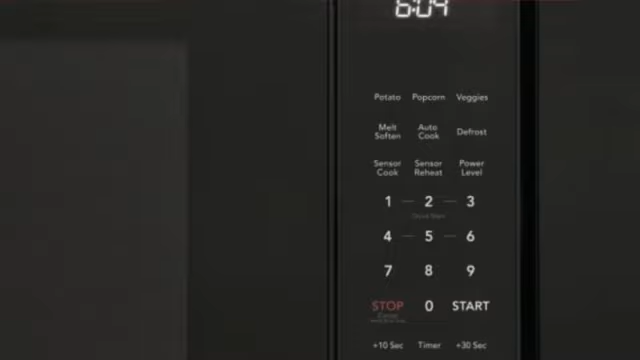 6:04
Potato Popcorn Veggies
Melt Soften Auto Cook Defrost
Sensor Cook Sensor Reheat Power Level
1 2 3
4 5 6
7 8 9
STOP 0 START
+10 Sec Timer +30 Sec